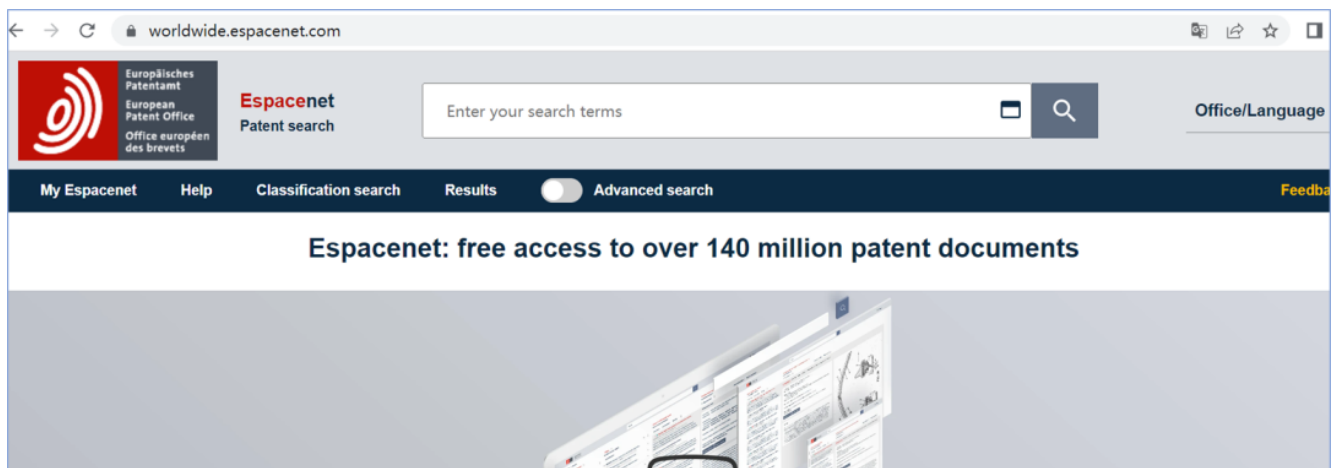 worldwide.espacenet.com
Europäisches
Patentamt
European
Patent Office
Office européen
des brevets
Espacenet
Patent search
Enter your search terms
Office/Language
My Espacenet Help Classification search Results Advanced search Feedba
Espacenet: free access to over 140 million patent documents